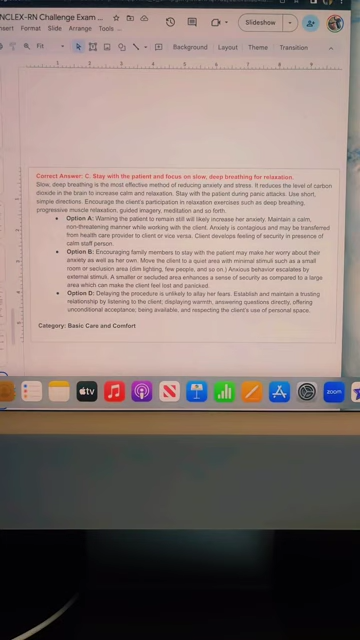 NCLEX-RN Challenge Exam ...
nsert Format Slide Arrange Tools ...
Slideshow
Fit
Background Layout Theme Transition
1 2 3 4 5 6 7 8 9
Correct Answer: C. Stay with the patient and focus on slow, deep breathing for relaxation.
Slow, deep breathing is the most effective method of reducing anxiety and stress. It reduces the level of carbon
dioxide in the brain to increase calm and relaxation. Stay with the patient during panic attacks. Use short,
simple directions. Encourage the client's participation in relaxation exercises such as deep breathing,
progressive muscle relaxation, guided imagery, meditation and so forth.
• Option A: Warning the patient to remain still will likely increase her anxiety. Maintain a calm,
non-threatening manner while working with the client. Anxiety is contagious and may be transferred
from health care provider to client or vice versa. Client develops feeling of security in presence of
calm staff person.
• Option B: Encouraging family members to stay with the patient may make her worry about their
anxiety as well as her own. Move the client to a quiet area with minimal stimuli such as a small
room or seclusion area (dim lighting, few people, and so on.) Anxious behavior escalates by
external stimuli. A smaller or secluded area enhances a sense of security as compared to a large
area which can make the client feel lost and panicked.
• Option D: Delaying the procedure is unlikely to allay her fears. Establish and maintain a trusting
relationship by listening to the client; displaying warmth, answering questions directly, offering
unconditional acceptance; being available, and respecting the client's use of personal space.
Category: Basic Care and Comfort
tv
zoom